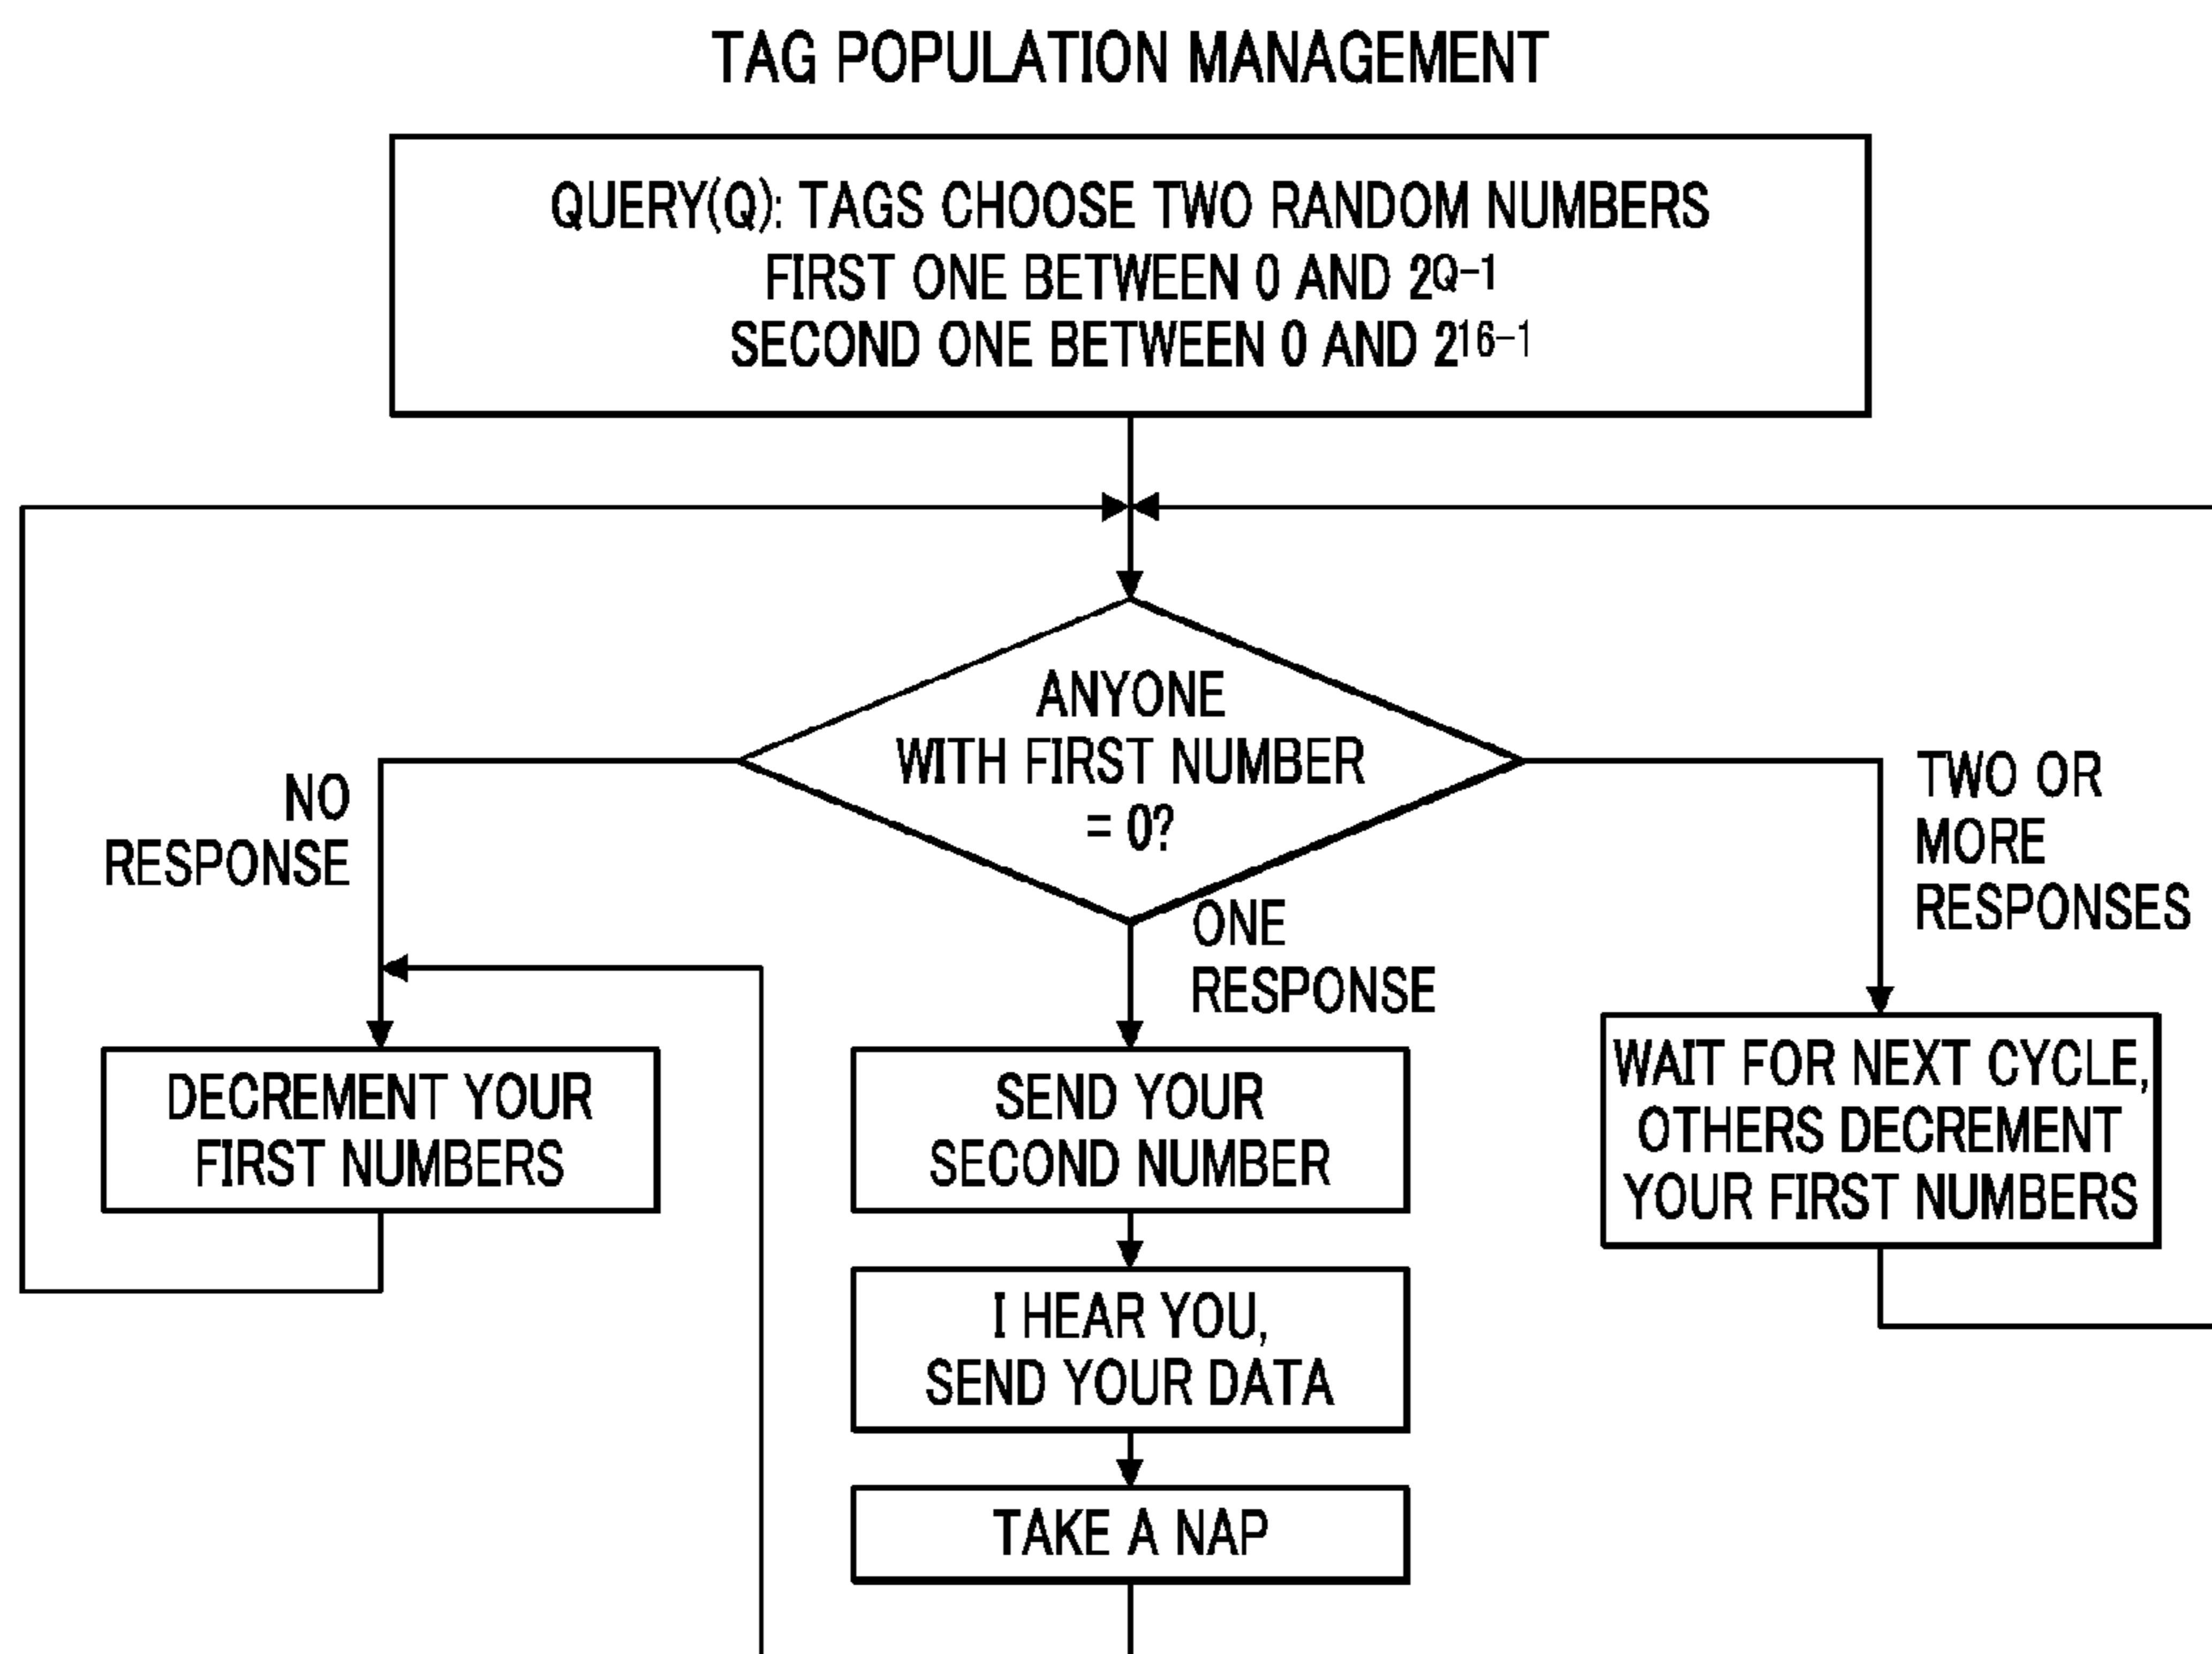 TAG POPULATION MANAGEMENT
QUERY(Q): TAGS CHOOSE TWO RANDOM NUMBERS
FIRST ONE BETWEEN 0 AND 2Q-1
SECOND ONE BETWEEN 0 AND 216-1
ANYONE
WITH FIRST NUMBER
= 0?
NO
RESPONSE
ONE
RESPONSE
TWO OR
MORE
RESPONSES
DECREMENT YOUR
FIRST NUMBERS
SEND YOUR
SECOND NUMBER
I HEAR YOU,
SEND YOUR DATA
TAKE A NAP
WAIT FOR NEXT CYCLE,
OTHERS DECREMENT
YOUR FIRST NUMBERS